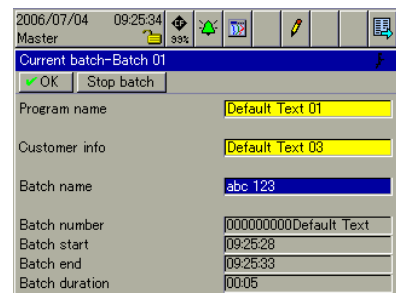 2006/07/04 09:25:34
Master 99%
Current batch-Batch 01
OK Stop batch
Program name Default Text 01
Customer info Default Text 03
Batch name abc 123
Batch number 000000000Default Text
Batch start 09:25:28
Batch end 09:25:33
Batch duration 00:05